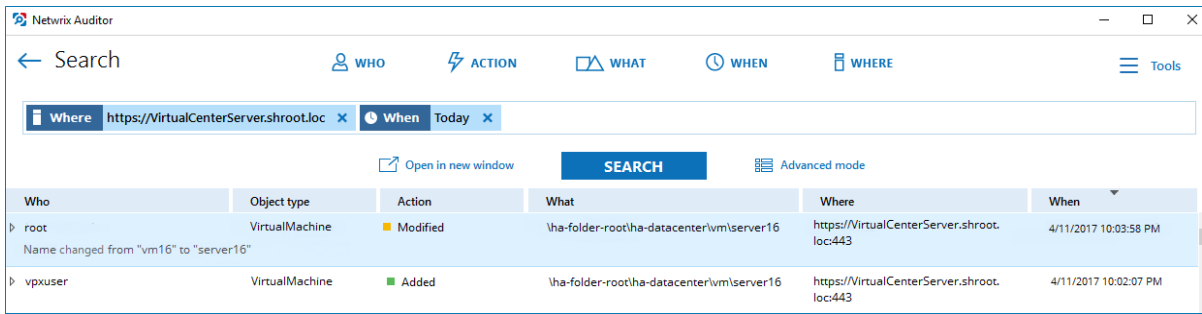 Netwrix Auditor
Search
WHO
ACTION
WHAT
WHEN
WHERE
Tools
Where https://VirtualCenterServer.shroot.loc When Today
Open in new window
SEARCH
Advanced mode
Who Object type Action What Where When
root VirtualMachine Modified \ha-folder-root\ha-datacenter\vm\server16 https://VirtualCenterServer.shroot. 4/11/2017 10:03:58 PM
loc:443
Name changed from "vm16" to "server16"
vpxuser VirtualMachine Added \ha-folder-root\ha-datacenter\vm\server16 https://VirtualCenterServer.shroot. 4/11/2017 10:02:07 PM
loc:443